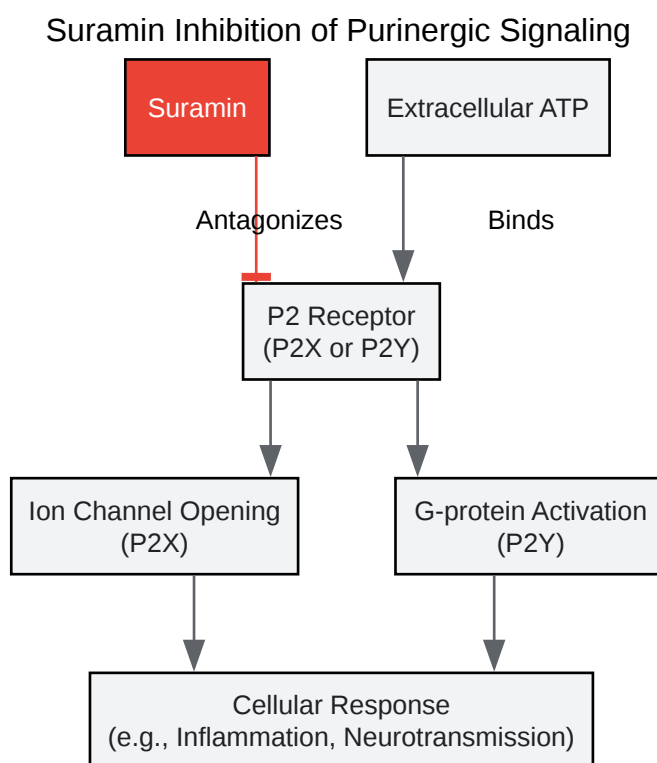 Suramin Inhibition of Purinergic Signaling
Suramin
Extracellular ATP
Antagonizes
Binds
P2 Receptor
(P2X or P2Y)
Ion Channel Opening
(P2X)
G-protein Activation
(P2Y)
Cellular Response
(e.g., Inflammation, Neurotransmission)